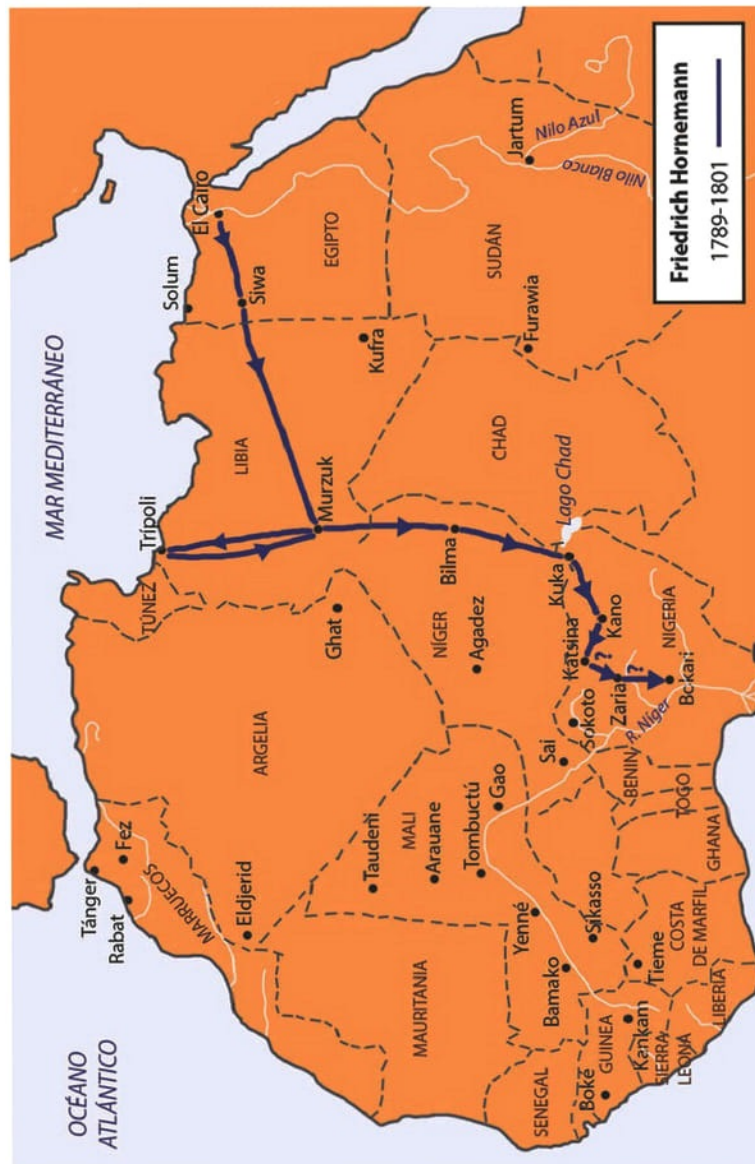 OCÉANO
ATLÁNTICO
MAR MEDITERRÁNEO
Tánger
Rabat
Fez
MARRUECOS
Eldjerid
ARGELIA
TÚNEZ
Trípoli
LIBIA
Solum
El Cairo
Siwa
EGIPTO
Murzuk
Ghat
Kufra
MAURITANIA
Taudeni
MALI
Arauane
Tombuctú
Gao
NÍGER
Agadez
Bilma
CHAD
SUDÁN
Furawia
Jartum
Nilo Azul
Nilo Blanco
Lago Chad
Kuka
Kano
Katsina
?
Zaria
?
Bokari
NIGERIA
Sokoto
R. Níger
Sai
BENIN
TOGO
GHANA
Yenné
Bamako
Sikasso
Tieme
COSTA
DE MARFIL
SENEGAL
Boké
GUINEA
Kankam
SIERRA
LEONA
LIBERIA
Friedrich Hornemann
1789-1801